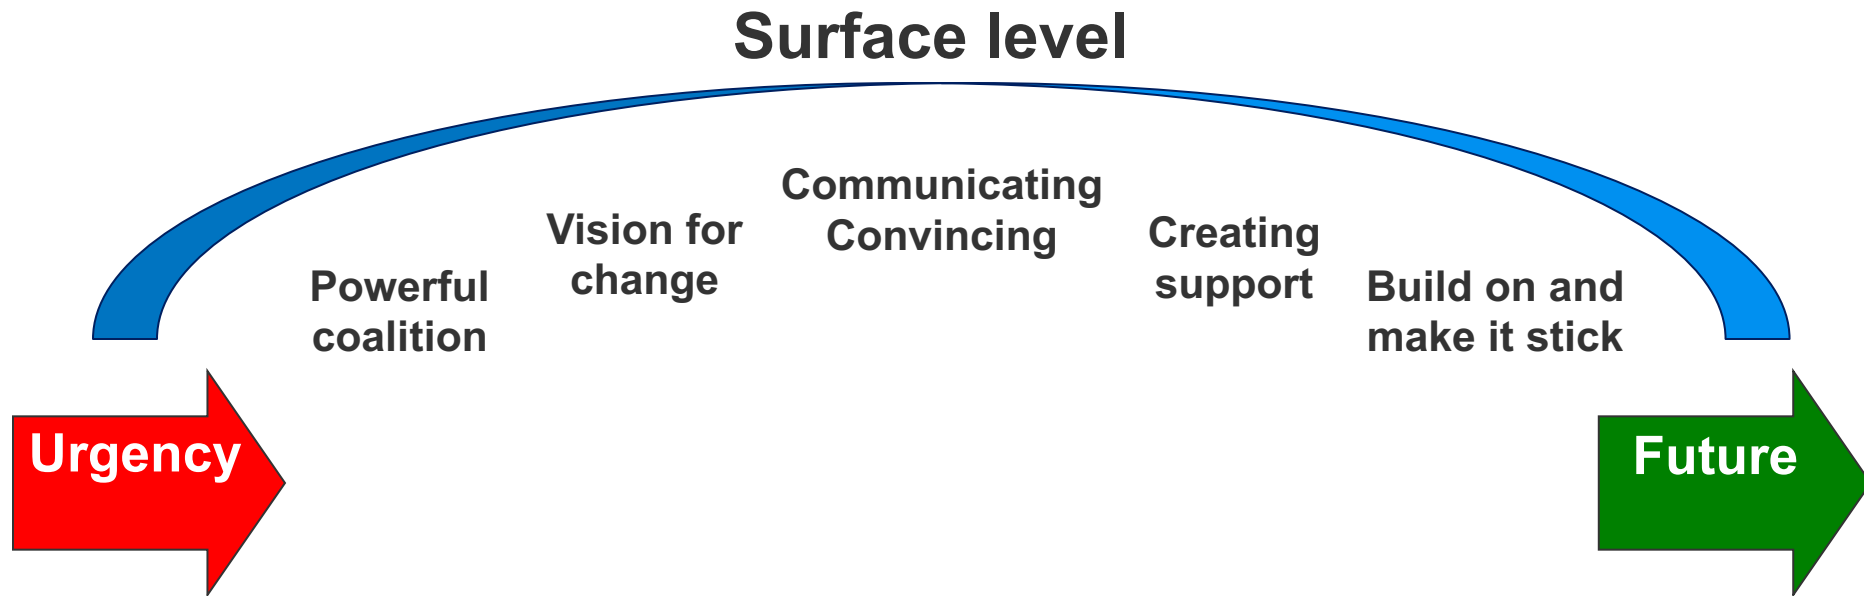 Surface level
Urgency
Powerful
coalition
Vision for
change
Communicating
Convincing
Creating
support
Build on and
make it stick
Future